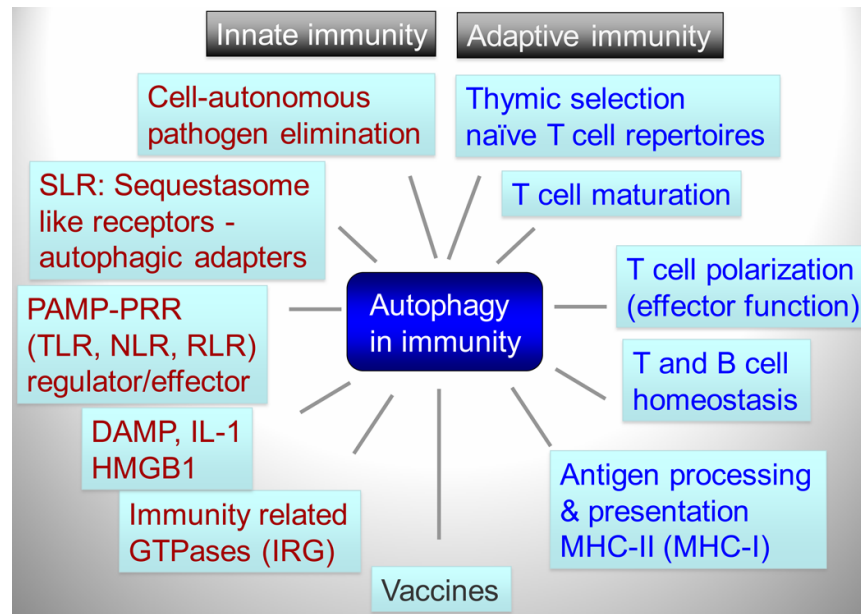 Innate immunity
Adaptive immunity
Cell-autonomous
pathogen elimination
Thymic selection
naïve T cell repertoires
SLR: Sequestasome
like receptors -
autophagic adapters
T cell maturation
PAMP-PRR
(TLR, NLR, RLR)
regulator/effector
Autophagy
in immunity
T cell polarization
(effector function)
T and B cell
homeostasis
DAMP, IL-1
HMGB1
Immunity related
GTPases (IRG)
Antigen processing
& presentation
MHC-II (MHC-I)
Vaccines